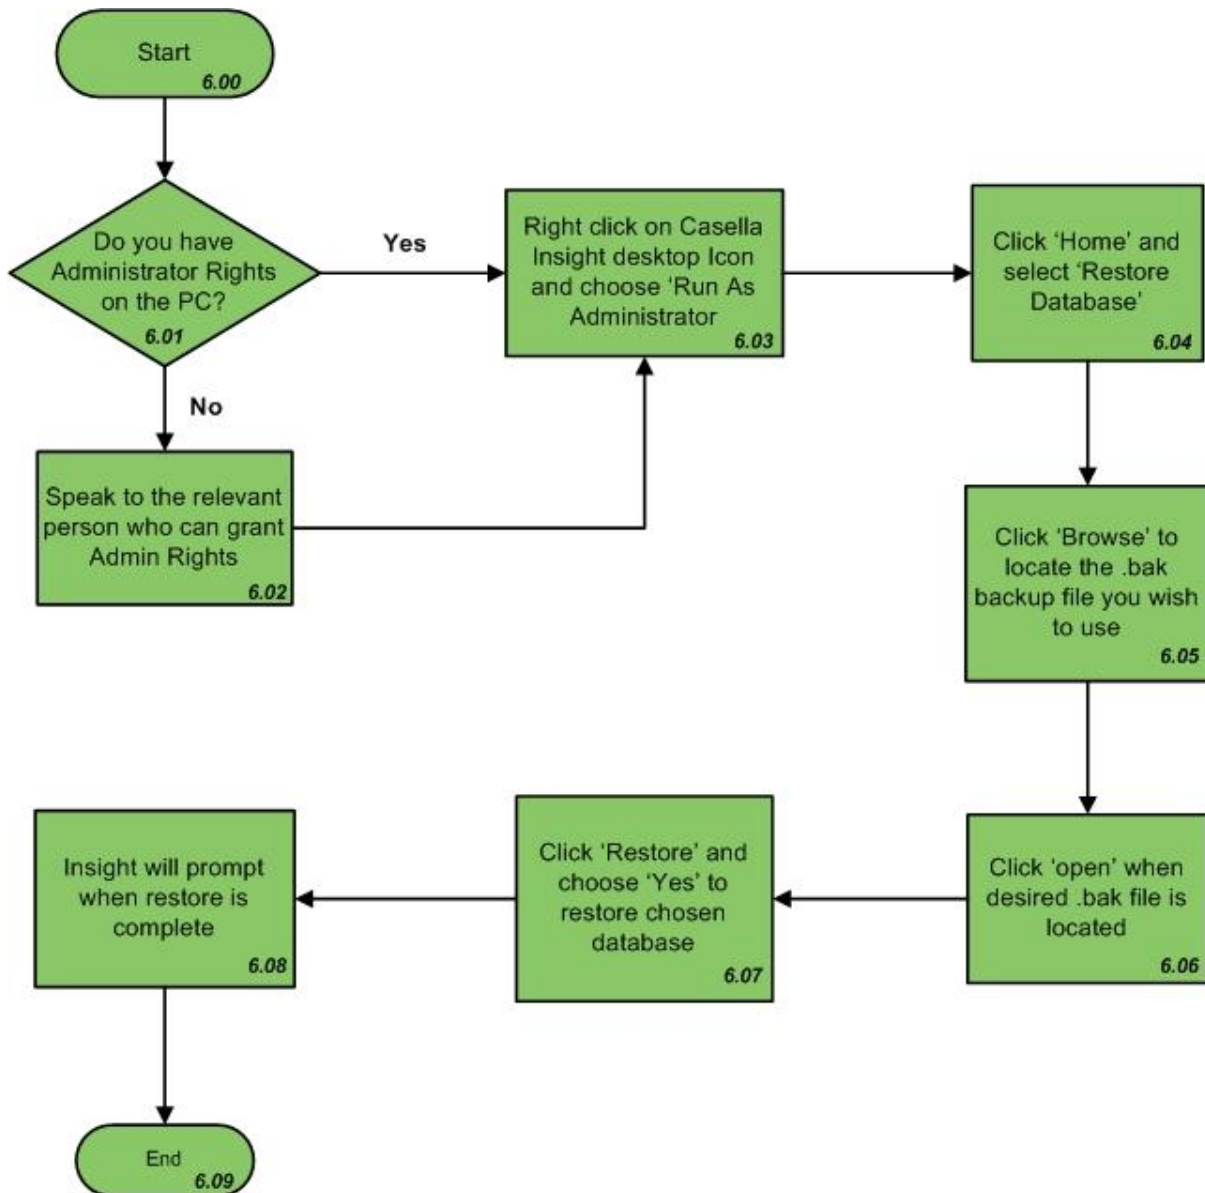 Start
6.00
Do you have
Administrator Rights
on the PC?
6.01
Yes
No
Speak to the relevant
person who can grant
Admin Rights
6.02
Right click on Casella
Insight desktop Icon
and choose ‘Run As
Administrator
6.03
Click ‘Home’ and
select ‘Restore
Database’
6.04
Click ‘Browse’ to
locate the .bak
backup file you wish
to use
6.05
Click ‘open’ when
desired .bak file is
located
6.06
Click ‘Restore’ and
choose ‘Yes’ to
restore chosen
database
6.07
Insight will prompt
when restore is
complete
6.08
End
6.09